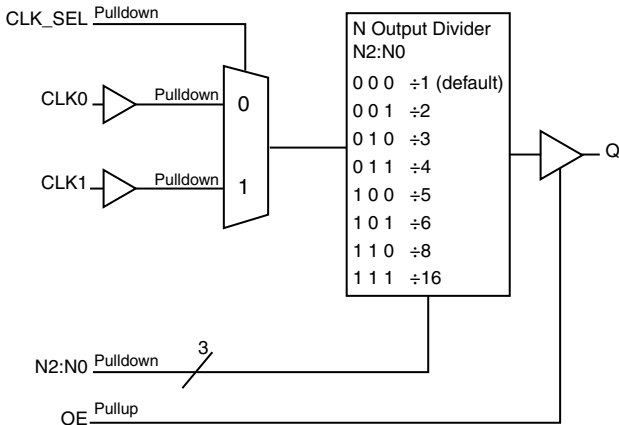 CLK_SEL Pulldown
CLK0 Pulldown 0
CLK1 Pulldown 1
N Output Divider
N2:N0
0 0 0 ÷1 (default)
0 0 1 ÷2
0 1 0 ÷3
0 1 1 ÷4
1 0 0 ÷5
1 0 1 ÷6
1 1 0 ÷8
1 1 1 ÷16
Q
N2:N0 Pulldown 3
OE Pullup